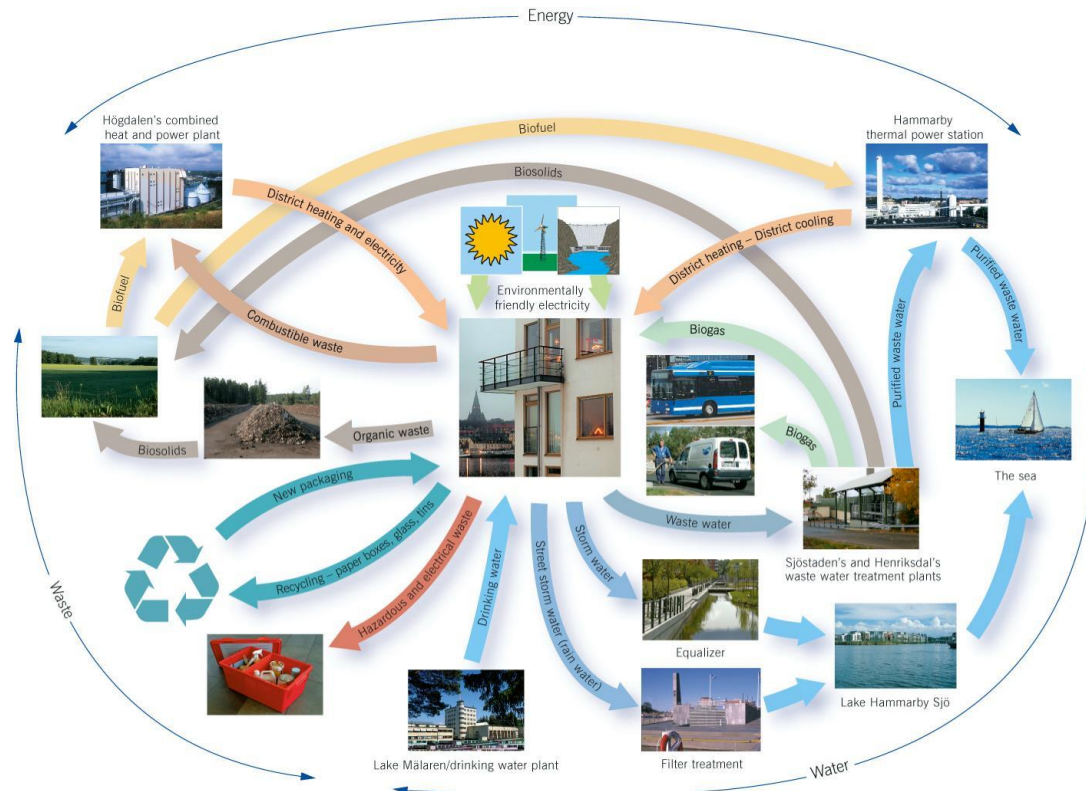 Energy
Högdalen's combined
heat and power plant
Hammarby
thermal power station
Biofuel
Biosolids
District heating and electricity
District heating – District cooling
Environmentally
friendly electricity
Biofuel
Combustible waste
Biogas
Purified waste water
Purified waste
water
Organic waste
Biosolids
Biogas
The sea
New packaging
Waste water
Sjöstaden's and Henriksdal's
waste water treatment plants
Recycling – paper boxes, glass, tins
Hazardous and electrical waste
Drinking water
Street storm water (rain water)
Storm
water
Waste
Equalizer
Lake Hammarby Sjö
Lake Mälaren/drinking water plant
Filter treatment
Water